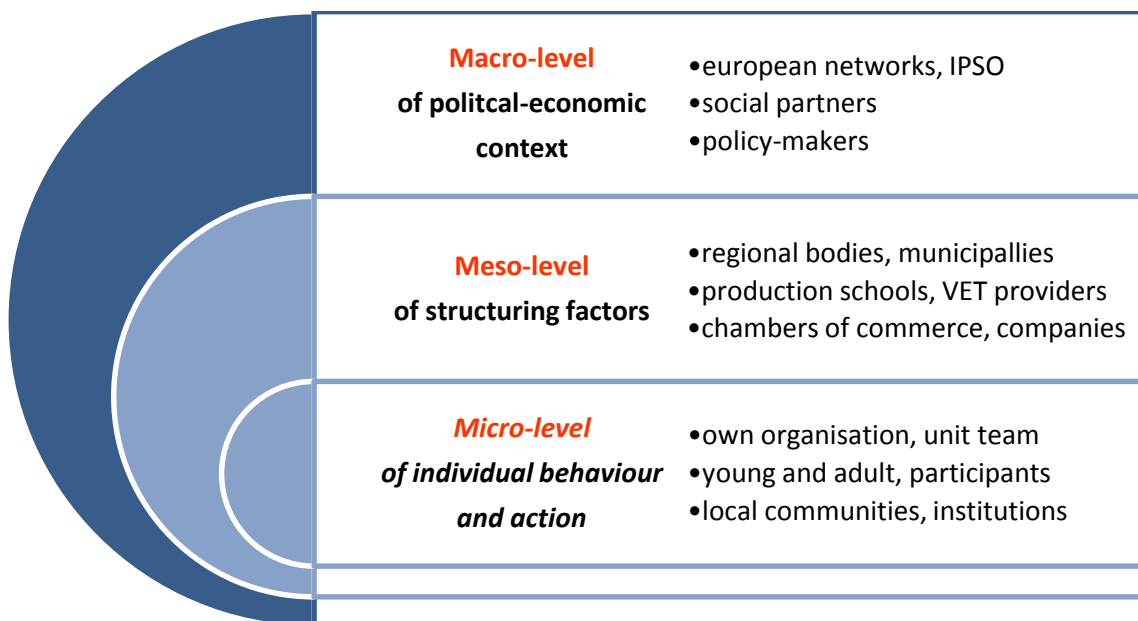 Macro-level
of politcal-economic
context
•european networks, IPSO
•social partners
•policy-makers
Meso-level
of structuring factors
•regional bodies, municipallies
•production schools, VET providers
•chambers of commerce, companies
Micro-level
of individual behaviour
and action
•own organisation, unit team
•young and adult, participants
•local communities, institutions